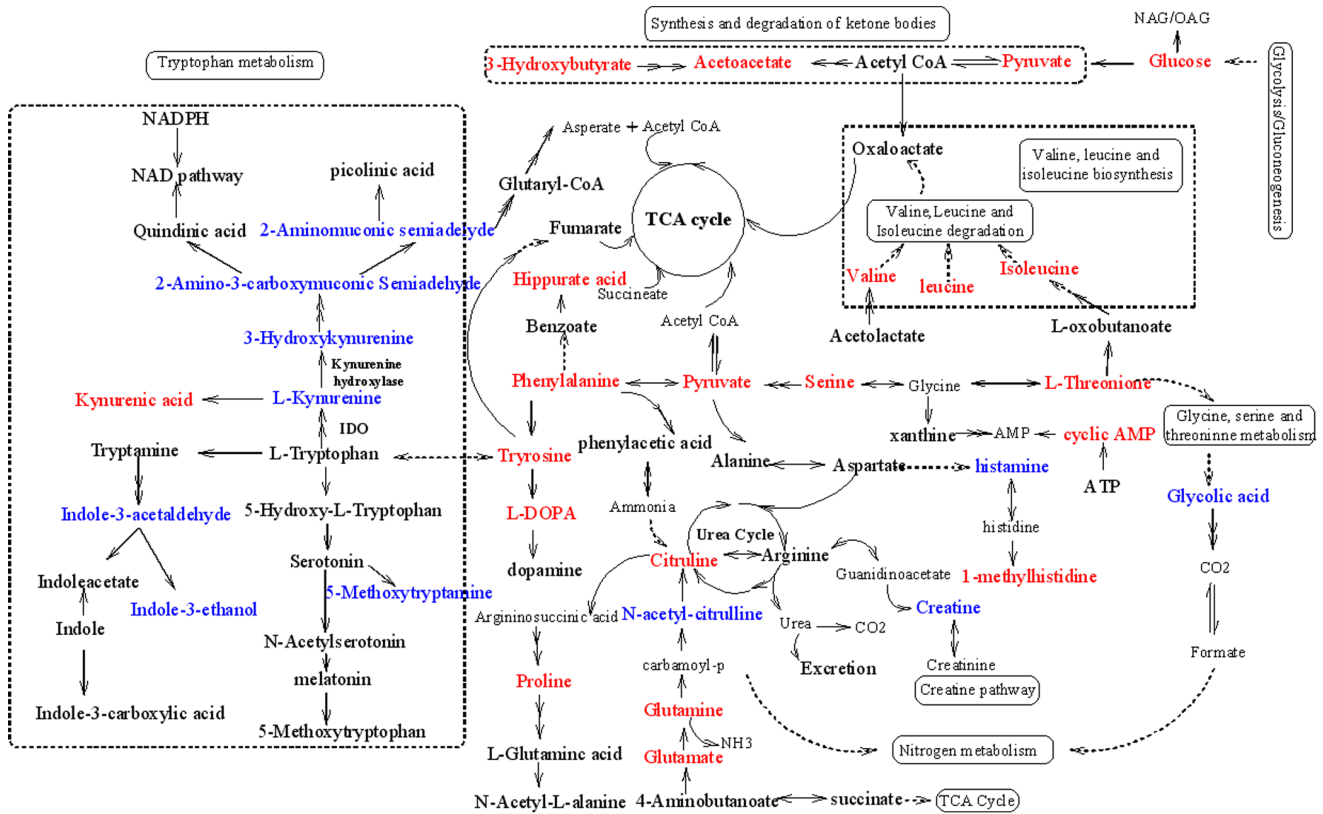 Synthesis and degradation of ketone bodies
NAG/OAG
Tryptophan metabolism
3-Hydroxybutyrate
Acetoacetate
Acetyl CoA
Pyruvate
Glucose
Glycolysis/Gluconeogenesis
NADPH
NAD pathway
picolinic acid
Quindinic acid
2-Aminomuconic semiadelyde
2-Amino-3-carboxymuconic Semiadehyde
3-Hydroxykynurenine
Kynurenine
hydroxylase
Kynurenic acid
L-Kynurenine
IDO
Tryptamine
L-Tryptophan
Indole-3-acetaldehyde
5-Hydroxy-L-Tryptophan
Serotonin
Indoleacetate
5-Methoxytryptamine
Indole-3-ethanol
Indole
N-Acetylserotonin
melatonin
Indole-3-carboxylic acid
5-Methoxytryptophan
Asperate + Acetyl CoA
Glutaryl-CoA
TCA cycle
Fumarate
Hippurate acid
Succineate
Benzoate
Acetyl CoA
Oxaloactate
Valine, leucine and
isoleucine biosynthesis
Valine,Leucine and
Isoleucine degradation
Valine
leucine
Isoleucine
Acetolactate
L-oxobutanoate
Phenylalanine
Pyruvate
Serine
Glycine
L-Threonione
Glycine, serine and
threoninne metabolism
phenylacetic acid
xanthine
AMP
cyclic AMP
Tryrosine
Alanine
Aspartate
histamine
ATP
Glycolic acid
L-DOPA
Ammonia
histidine
Urea Cycle
Citruline
Arginine
dopamine
Guanidinoacetate
1-methylhistidine
CO2
Argininosuccinic acid
N-acetyl-citrulline
Urea
CO2
Creatine
carbamoyl-p
Excretion
Creatinine
Formate
Proline
Creatine pathway
Glutamine
NH3
Nitrogen metabolism
L-Glutaminc acid
Glutamate
N-Acetyl-L-alanine
4-Aminobutanoate
succinate
TCA Cycle